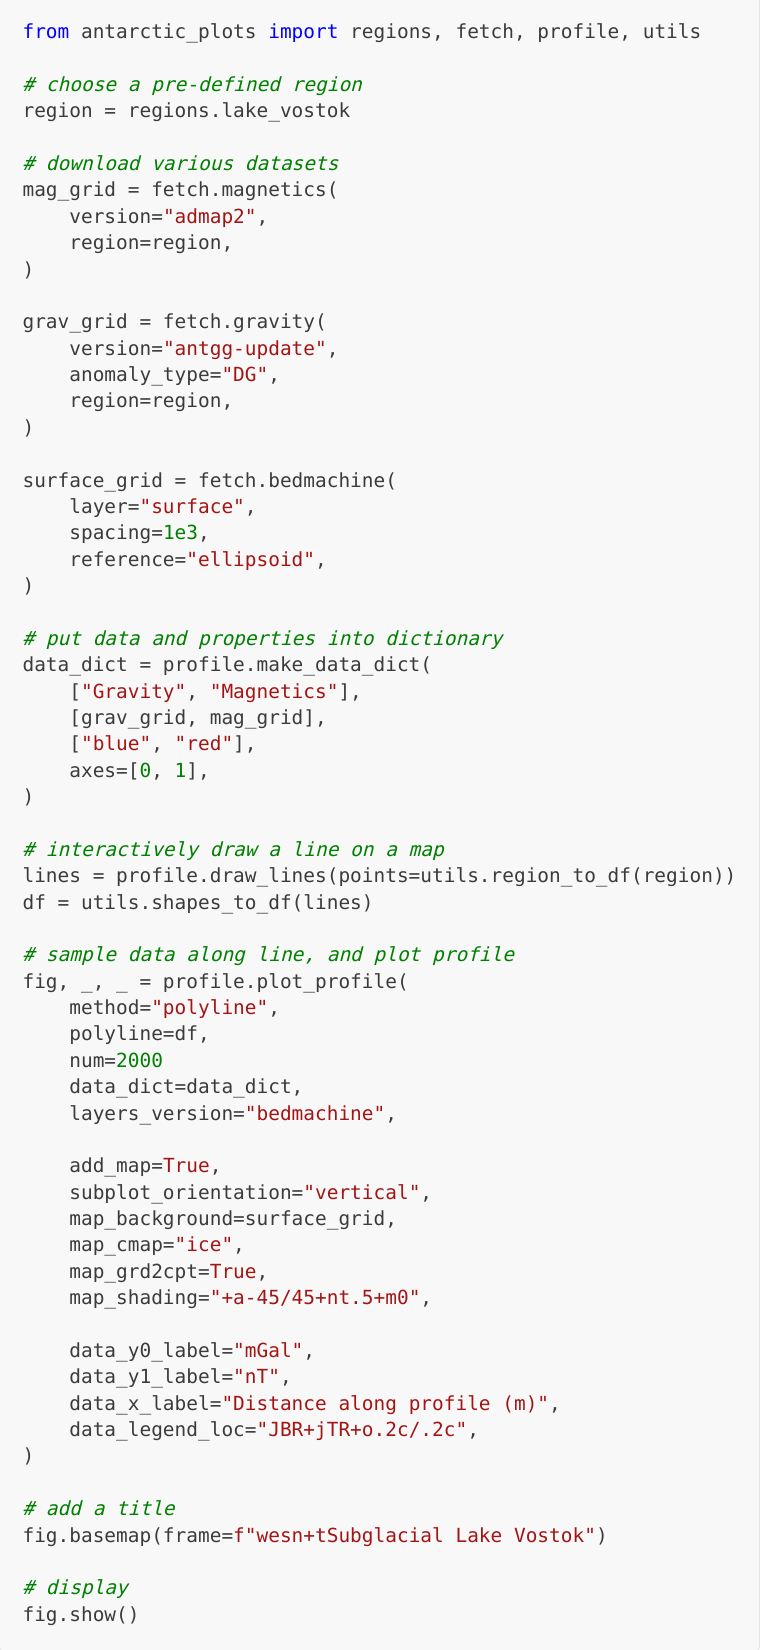 from antarctic_plots import regions, fetch, profile, utils

# choose a pre-defined region
region = regions.lake_vostok

# download various datasets
mag_grid = fetch.magnetics(
    version="admap2",
    region=region,
)

grav_grid = fetch.gravity(
    version="antgg-update",
    anomaly_type="DG",
    region=region,
)

surface_grid = fetch.bedmachine(
    layer="surface",
    spacing=1e3,
    reference="ellipsoid",
)

# put data and properties into dictionary
data_dict = profile.make_data_dict(
    ["Gravity", "Magnetics"],
    [grav_grid, mag_grid],
    ["blue", "red"],
    axes=[0, 1],
)

# interactively draw a line on a map
lines = profile.draw_lines(points=utils.region_to_df(region))
df = utils.shapes_to_df(lines)

# sample data along line, and plot profile
fig, _, _ = profile.plot_profile(
    method="polyline",
    polyline=df,
    num=2000
    data_dict=data_dict,
    layers_version="bedmachine",

    add_map=True,
    subplot_orientation="vertical",
    map_background=surface_grid,
    map_cmap="ice",
    map_grd2cpt=True,
    map_shading="+a-45/45+nt.5+m0",

    data_y0_label="mGal",
    data_y1_label="nT",
    data_x_label="Distance along profile (m)",
    data_legend_loc="JBR+jTR+o.2c/.2c",
)

# add a title
fig.basemap(frame=f"wesn+tSubglacial Lake Vostok")

# display
fig.show()